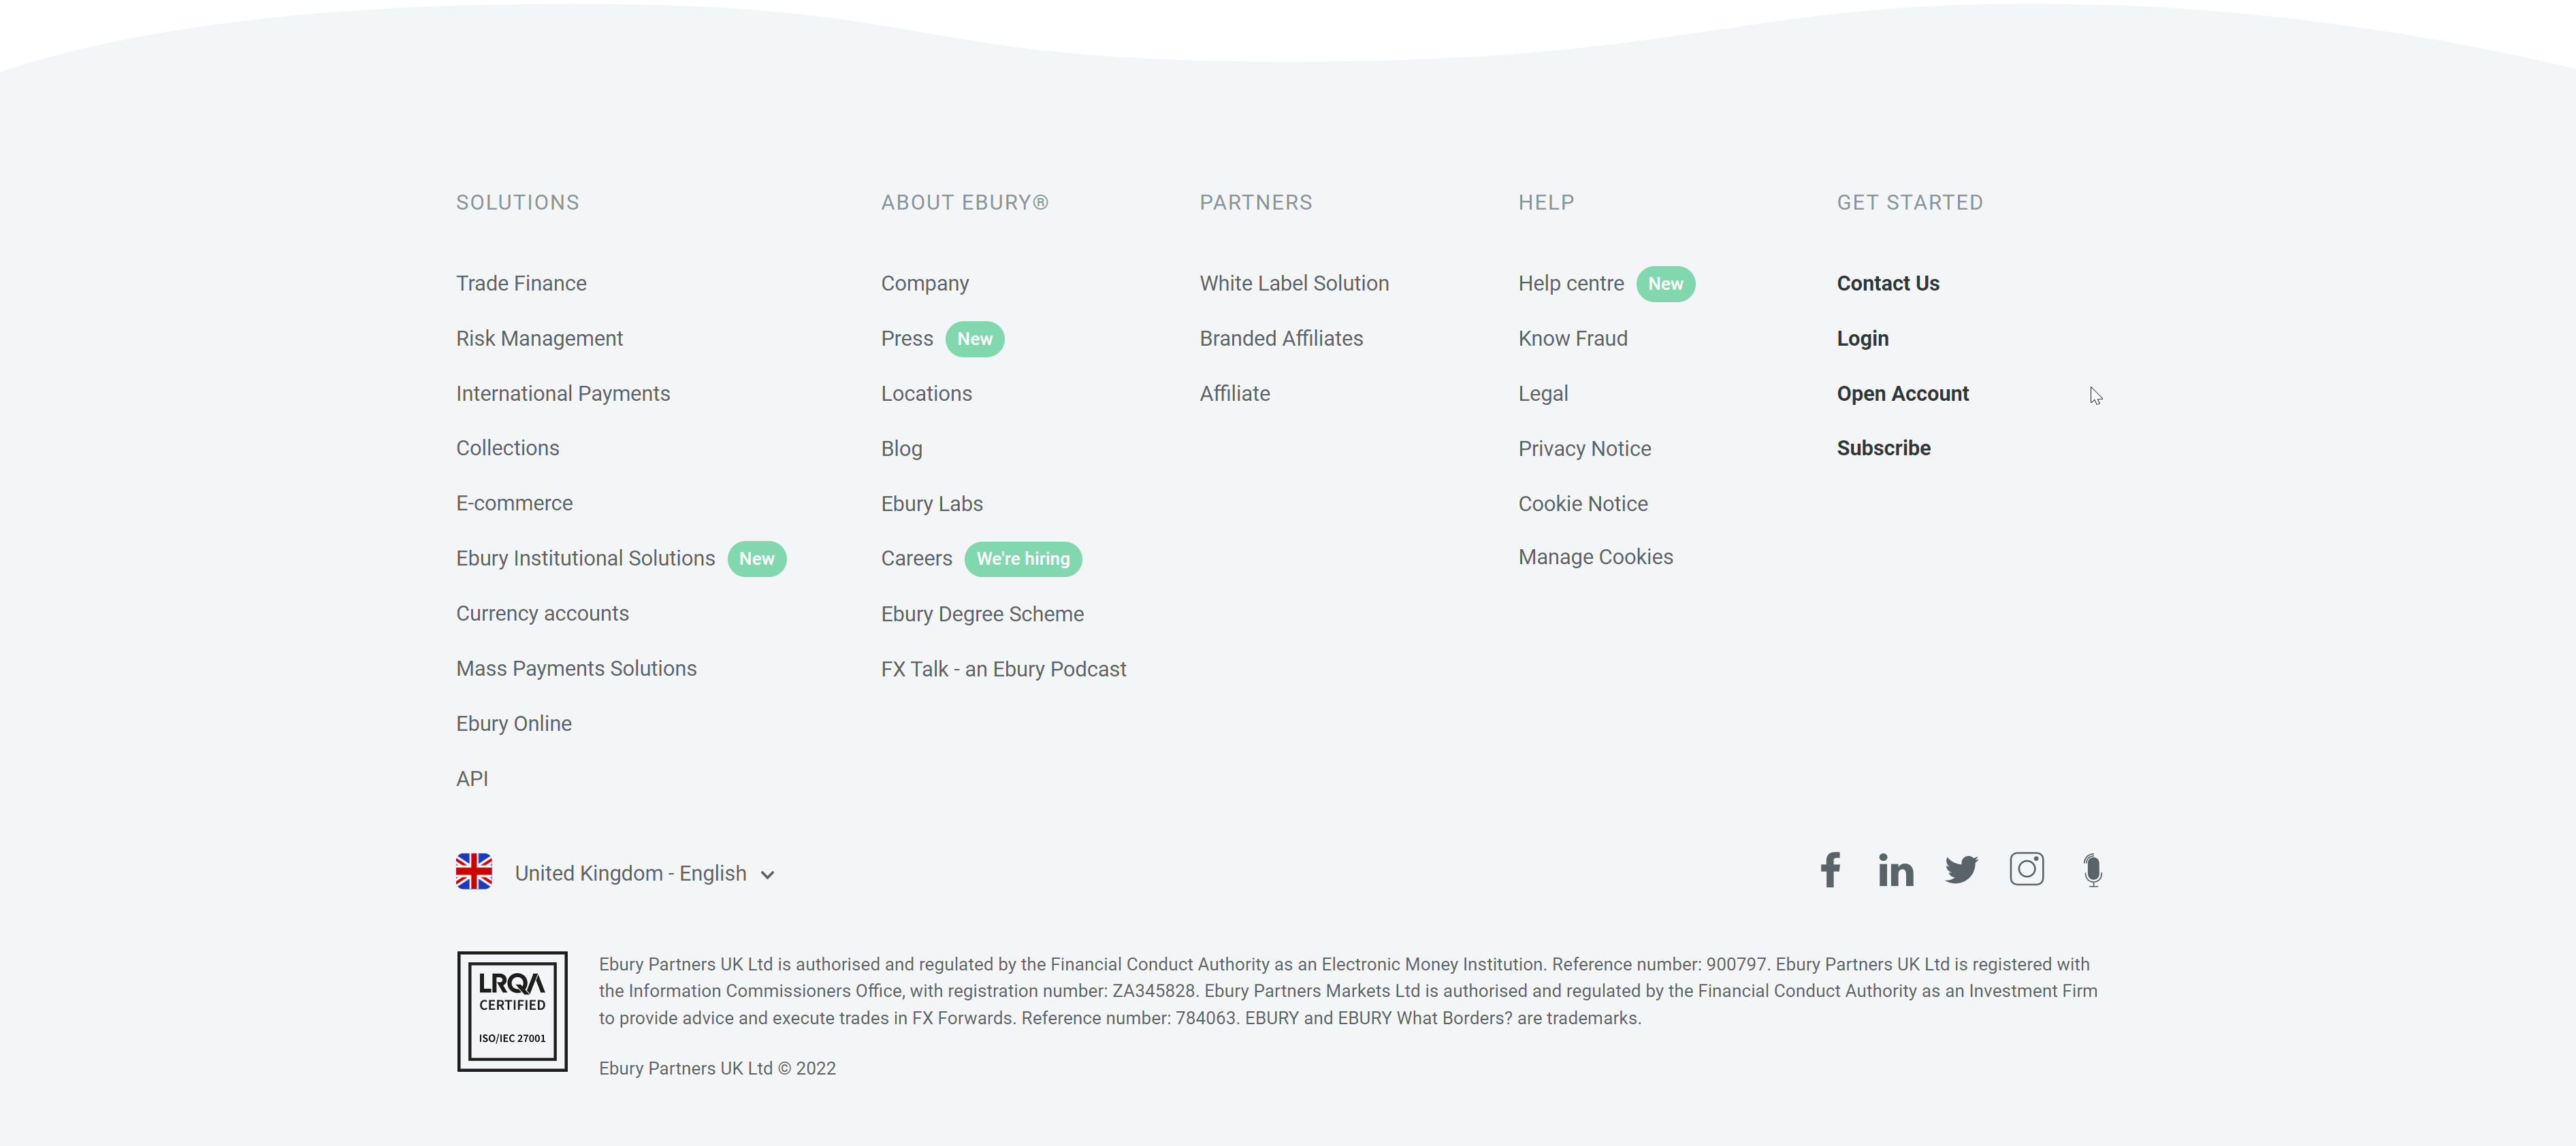 SOLUTIONS
Trade Finance
Risk Management
International Payments
Collections
E-commerce
Ebury Institutional Solutions New
Currency accounts
Mass Payments Solutions
Ebury Online
API
ABOUT EBURY®
Company
Press New
Locations
Blog
Ebury Labs
Careers We're hiring
Ebury Degree Scheme
FX Talk - an Ebury Podcast
PARTNERS
White Label Solution
Branded Affiliates
Affiliate
HELP
Help centre New
Know Fraud
Legal
Privacy Notice
Cookie Notice
Manage Cookies
GET STARTED
Contact Us
Login
Open Account
Subscribe
United Kingdom - English
LRQA
CERTIFIED
ISO/IEC 27001
Ebury Partners UK Ltd is authorised and regulated by the Financial Conduct Authority as an Electronic Money Institution. Reference number: 900797. Ebury Partners UK Ltd is registered with
the Information Commissioners Office, with registration number: ZA345828. Ebury Partners Markets Ltd is authorised and regulated by the Financial Conduct Authority as an Investment Firm
to provide advice and execute trades in FX Forwards. Reference number: 784063. EBURY and EBURY What Borders? are trademarks.
Ebury Partners UK Ltd © 2022